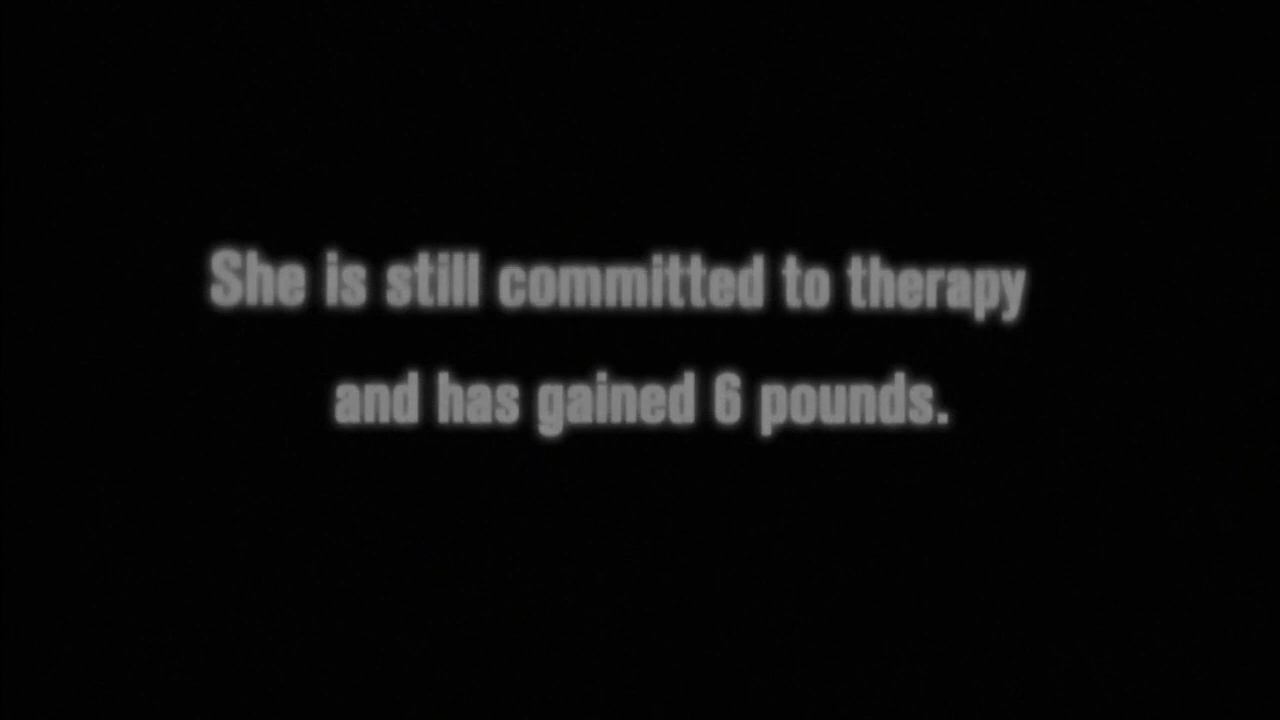 She is still committed to therapy
and has gained 6 pounds.